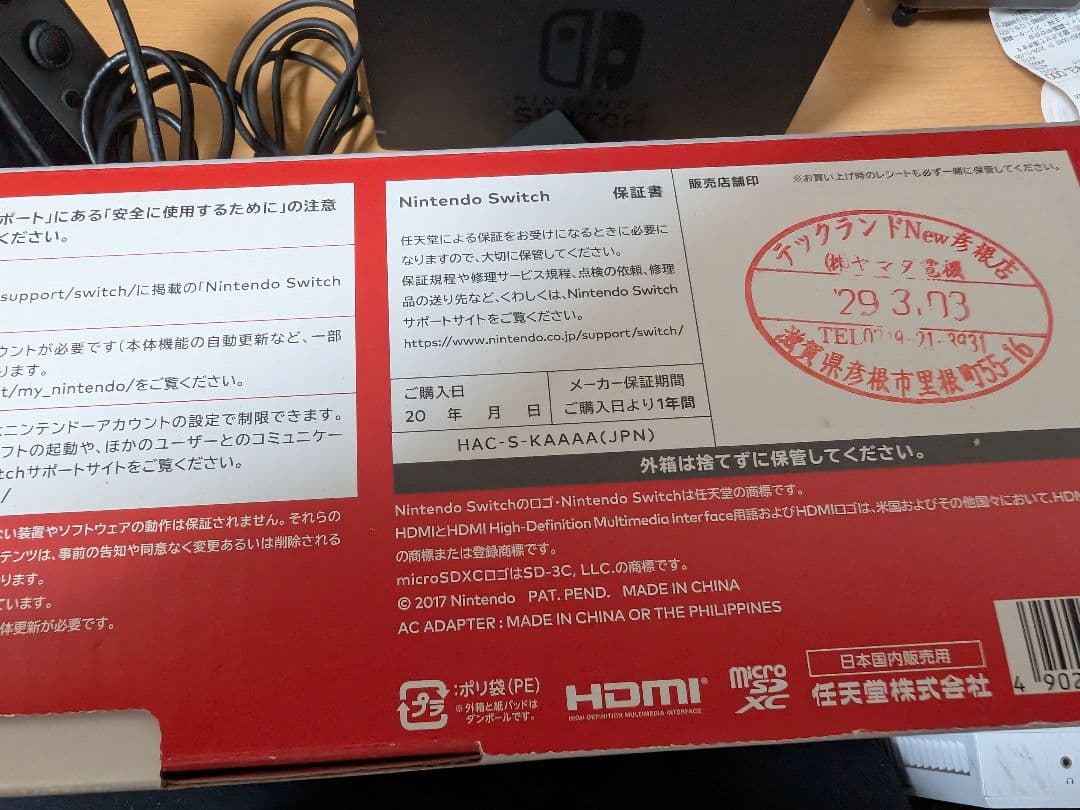 NINTENDO
SWITCH
ポート」にある「安全に使用するために」の注意
ください。
support/switch/に掲載の「Nintendo Switch
ウントが必要です(本体機能の自動更新など、一部
ります。
t/my_nintendo/をご覧ください。
ニンテンドーアカウントの設定で制限できます。
フトの起動や、ほかのユーザーとのコミュニケー
tchサポートサイトをご覧ください。
/
ない装置やソフトウェアの動作は保証されません。それらの
テンツは、事前の告知や同意なく変更あるいは削除される
ります。
ています。
体更新が必要です。
Nintendo Switch 保証書
任天堂による保証をお受けになるときに必要に
なりますので、大切に保管してください。
保証規程や修理サービス規程、点検の依頼、修理
品の送り先など、くわしくは、Nintendo Switch
サポートサイトをご覧ください。
https://www.nintendo.co.jp/support/switch/
ご購入日
20 年 月 日
メーカー保証期間
ご購入日より1年間
HAC-S-KAAAA(JPN)
販売店舗印 ※お買い上げ時のレシートも必ず一緒に保管してください。
テックランドNew彦根店
(株)ヤマダ電機
'29.3.
滋賀県彦根市里根町55-16
外箱は捨てずに保管してください。
Nintendo Switchのロゴ・Nintendo Switchは任天堂の商標です。
HDMIとHDMI High-Definition Multimedia Interface用語およびHDMIロゴは、米国およびその他国々において、HDM
の商標または登録商標です。
microSDXCロゴはSD-3C, LLC.の商標です。
© 2017 Nintendo PAT. PEND. MADE IN CHINA
AC ADAPTER : MADE IN CHINA OR THE PHILIPPINES
プラ
:ポリ袋(PE)
※外箱と紙パッドは
ダンボールです。
HDMI®
HIGH-DEFINITION MULTIMEDIA INTERFACE
micro
SD
XC
日本国内販売用
任天堂株式会社
4 902